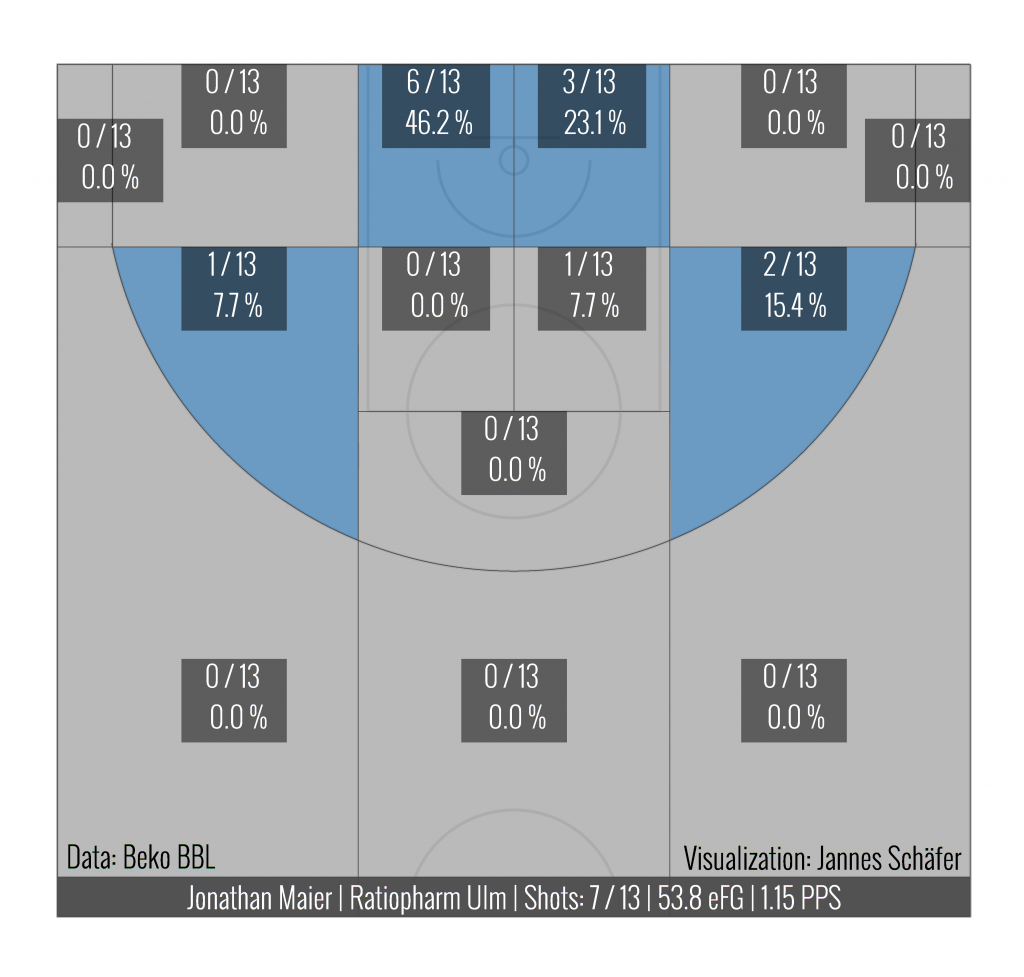 0 / 13
0.0 %
6 / 13
46.2 %
3 / 13
23.1 %
0 / 13
0.0 %
0 / 13
0.0 %
0 / 13
0.0 %
1 / 13
7.7 %
0 / 13
0.0 %
1 / 13
7.7 %
2 / 13
15.4 %
0 / 13
0.0 %
0 / 13
0.0 %
0 / 13
0.0 %
0 / 13
0.0 %
Data: Beko BBL
Visualization: Jannes Schäfer
Jonathan Maier | Ratiopharm Ulm | Shots: 7 / 13 | 53.8 eFG | 1.15 PPS